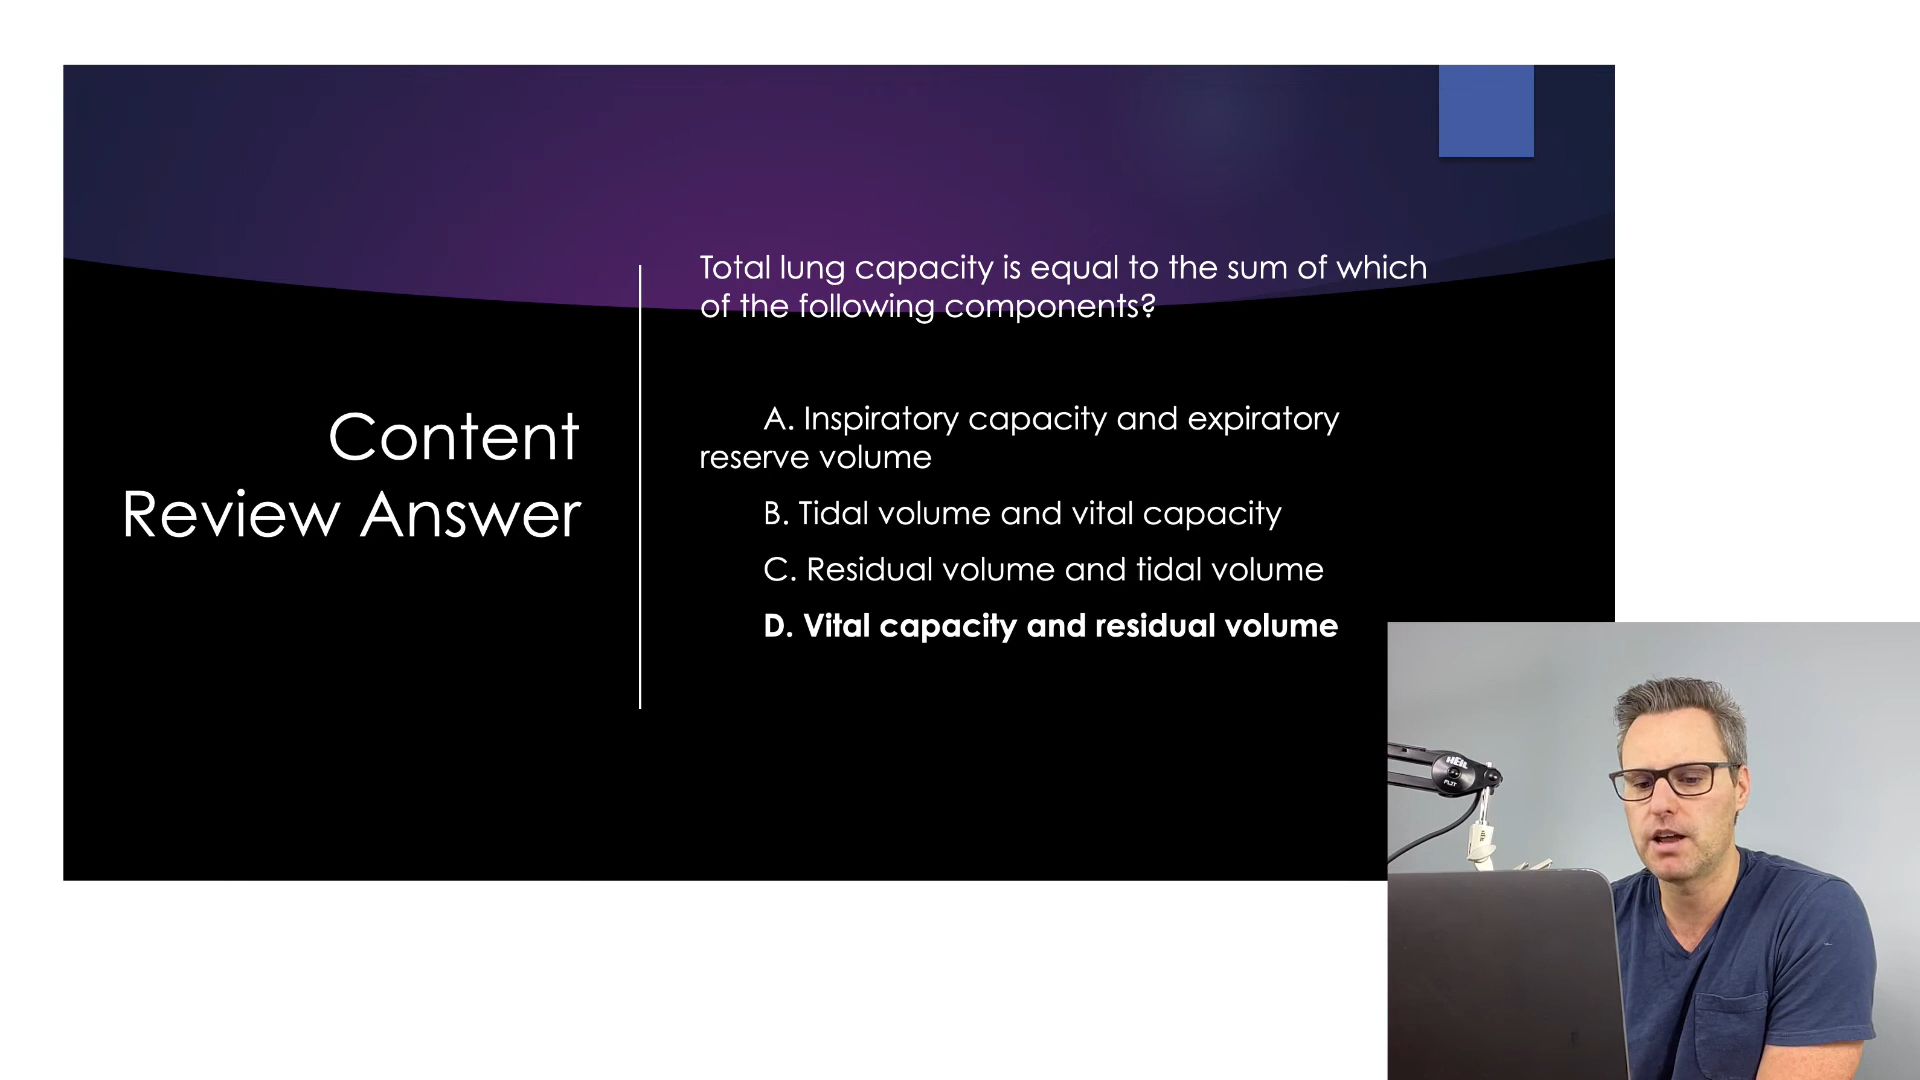 Content
Review Answer
Total lung capacity is equal to the sum of which
of the following components?
A. Inspiratory capacity and expiratory
reserve volume
B. Tidal volume and vital capacity
C. Residual volume and tidal volume
D. Vital capacity and residual volume
HEIL
PL2T